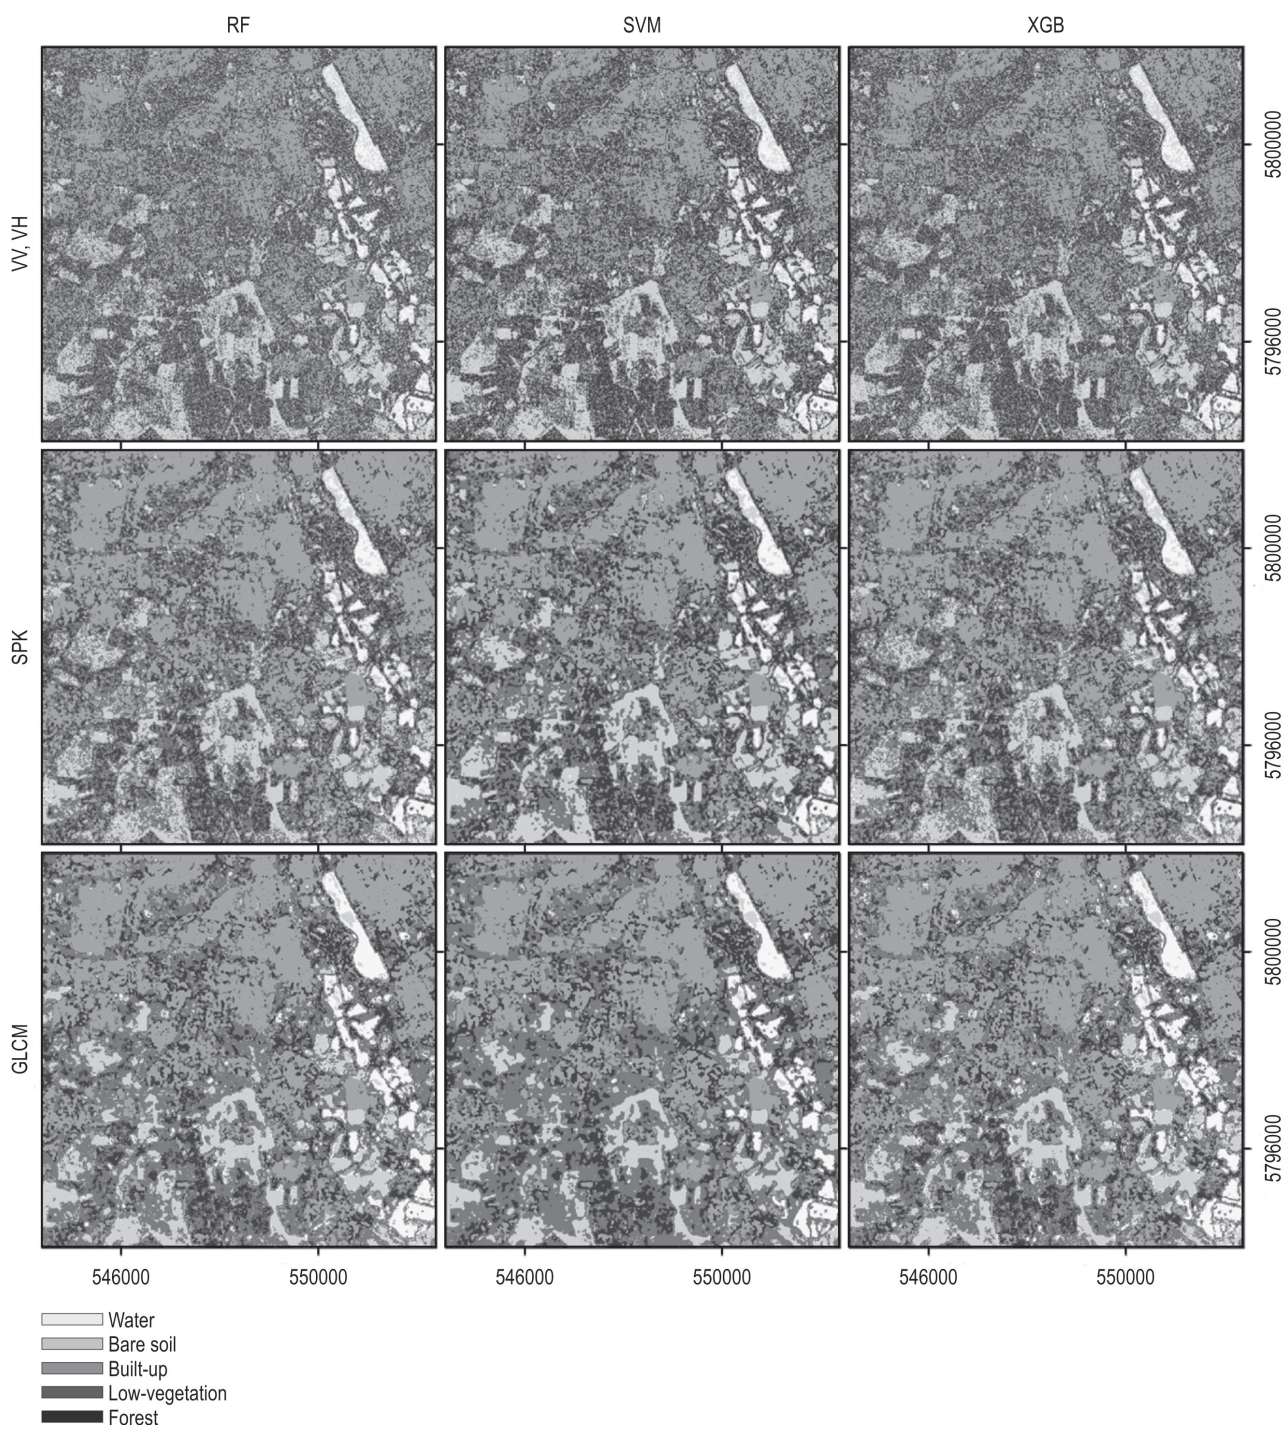 RF SVM XGB
VV, VH
5800000
5796000
SPK
5800000
5796000
GLCM
5800000
5796000
546000 550000 546000 550000 546000 550000
Water
Bare soil
Built-up
Low-vegetation
Forest